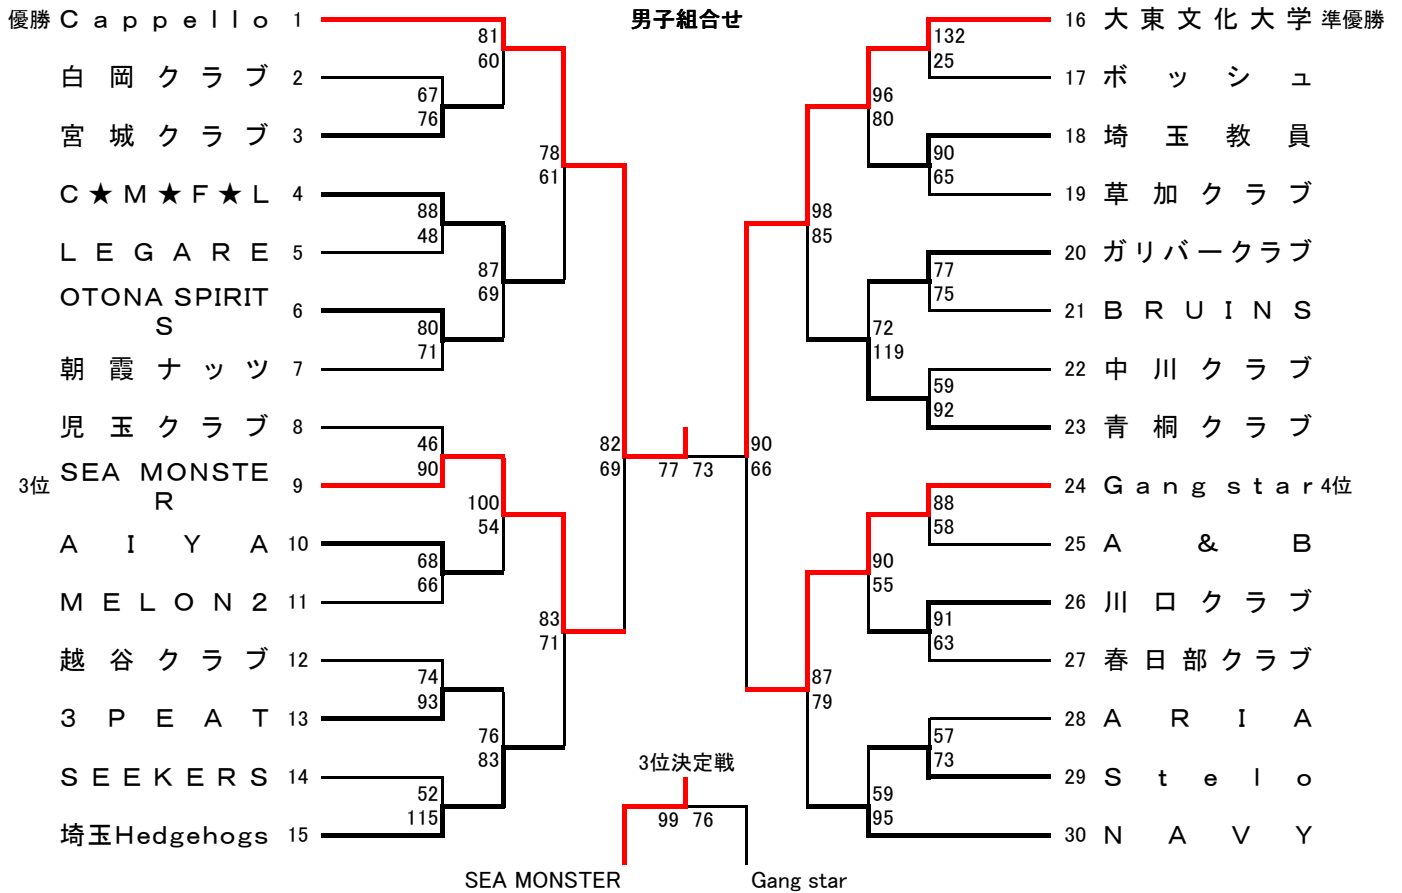 男子組合せ
優勝 Cappello 1
81
60
白岡クラブ 2
67
76
宮城クラブ 3
78
61
C★M★F★L 4
88
48
LEGARE 5
87
69
OTONA SPIRIT
S
6
80
71
朝霞ナッツ 7
児玉クラブ 8
46
90
82
69
3位 SEA MONSTE
R
9
100
54
AIYA 10
68
66
MELON2 11
83
71
越谷クラブ 12
74
93
3PEAT 13
76
83
SEEKERS 14
52
115
埼玉Hedgehogs 15
77 73
3位決定戦
99 76
SEA MONSTER Gang star
16 大東文化大学 準優勝
132
25
17 ボッシュ
96
80
18 埼玉教員
90
65
19 草加クラブ
98
85
20 ガリバークラブ
77
75
21 BRUINS
72
119
22 中川クラブ
59
92
23 青桐クラブ
90
66
24 Gang star 4位
88
58
25 A&B
90
55
26 川口クラブ
91
63
27 春日部クラブ
87
79
28 ARIA
57
73
29 Stelo
59
95
30 NAVY